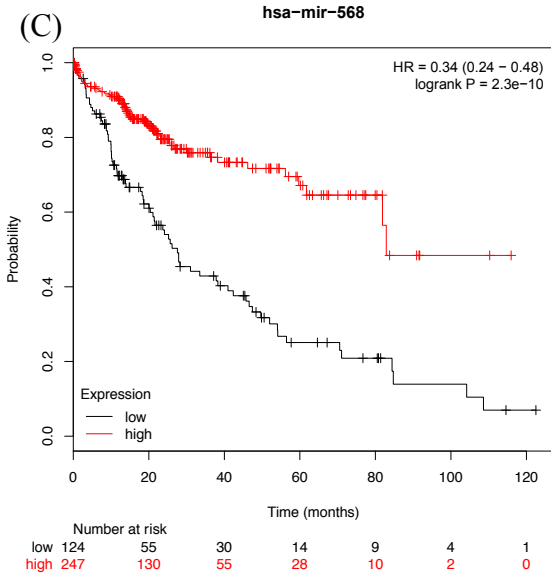 hsa−mir−568
(C)
HR = 0.34 (0.24 − 0.48)
logrank P = 2.3e−10
Probability
1.0
0.8
0.6
0.4
0.2
0.0
Expression
low
high
0 20 40 60 80 100 120
Time (months)
Number at risk
low 124 55 30 14 9 4 1
high 247 130 55 28 10 2 0